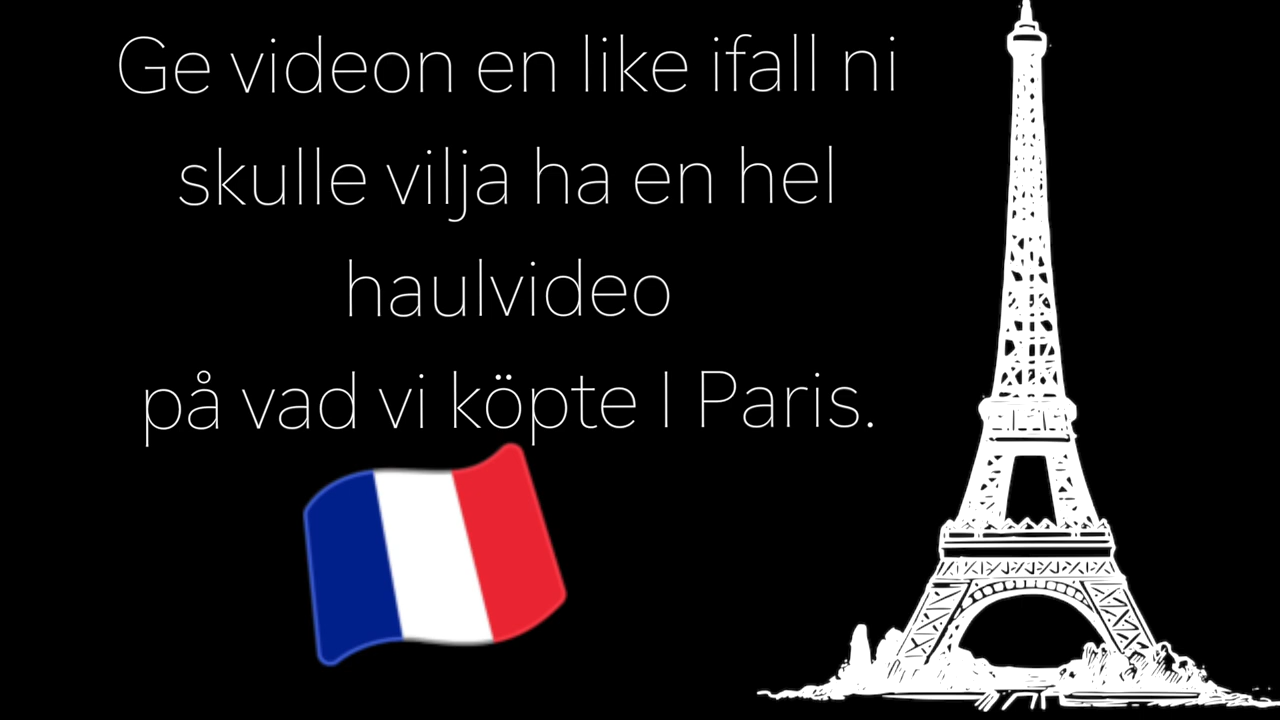 Ge videon en like ifall ni
skulle vilja ha en hel
haulvideo
på vad vi köpte I Paris.